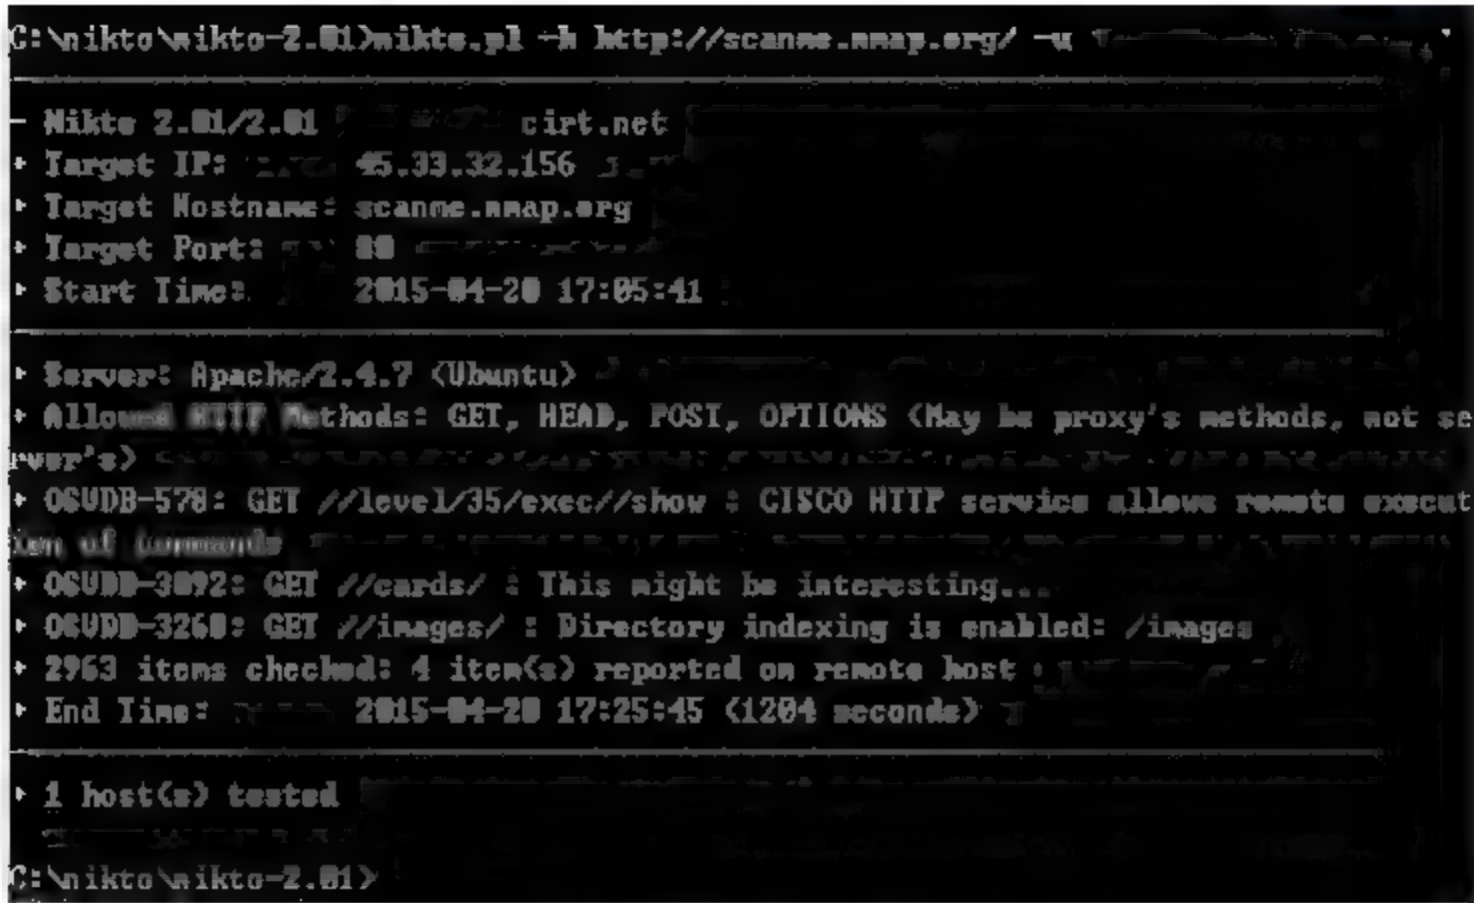 C:\nikto\nikto-2.01>nikto.pl -h http://scanme.nmap.org/ -u
- Nikto 2.01/2.01 cirt.net
+ Target IP: 45.33.32.156
+ Target Hostname: scanme.nmap.org
+ Target Port: 80
+ Start Time: 2015-04-20 17:05:41
+ Server: Apache/2.4.7 (Ubuntu)
+ Allowed HTTP Methods: GET, HEAD, POST, OPTIONS (May be proxy's methods, not se
rver's)
+ OSVDB-578: GET //level/35/exec//show : CISCO HTTP service allows remote execut
ion of commands
+ OSVDB-3092: GET //cards/ : This might be interesting...
+ OSVDB-3268: GET //images/ : Directory indexing is enabled: /images
+ 2963 items checked: 4 item(s) reported on remote host
+ End Time: 2015-04-20 17:25:45 (1204 seconds)
+ 1 host(s) tested
C:\nikto\nikto-2.01>